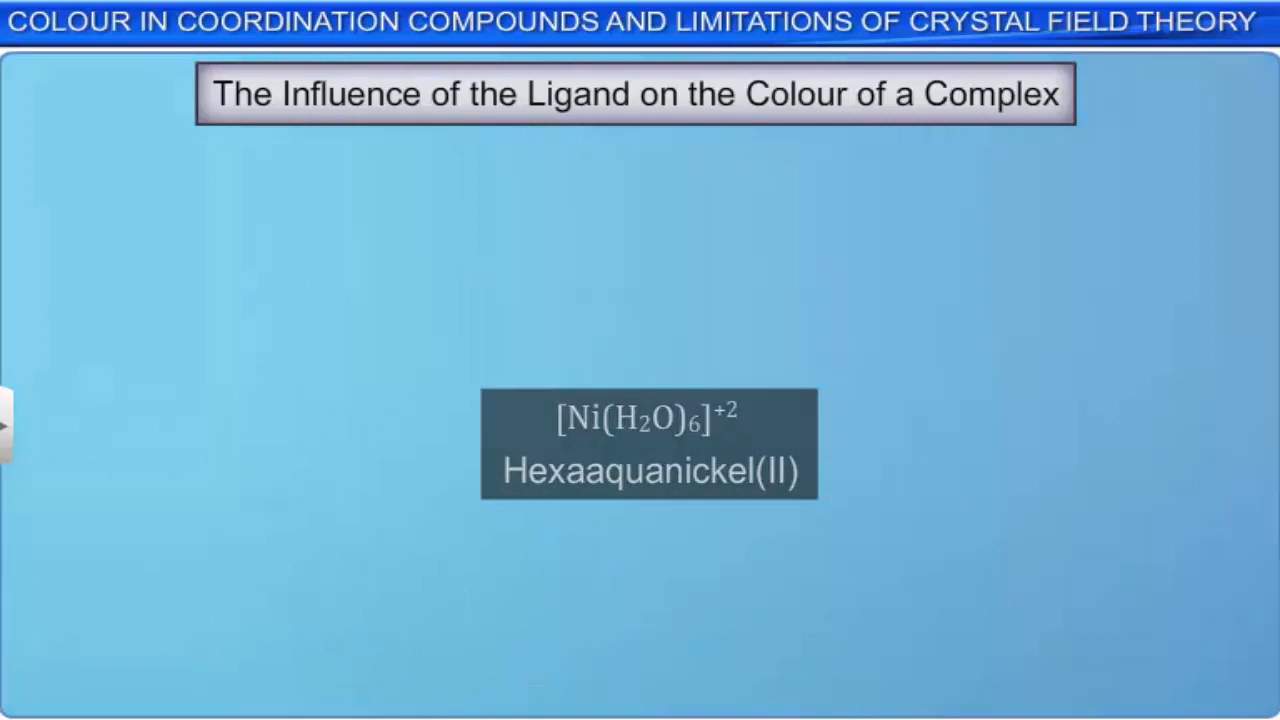 COLOUR IN COORDINATION COMPOUNDS AND LIMITATIONS OF CRYSTAL FIELD THEORY
The Influence of the Ligand on the Colour of a Complex
[Ni(H₂O)₆]⁺²
Hexaaquanickel(II)